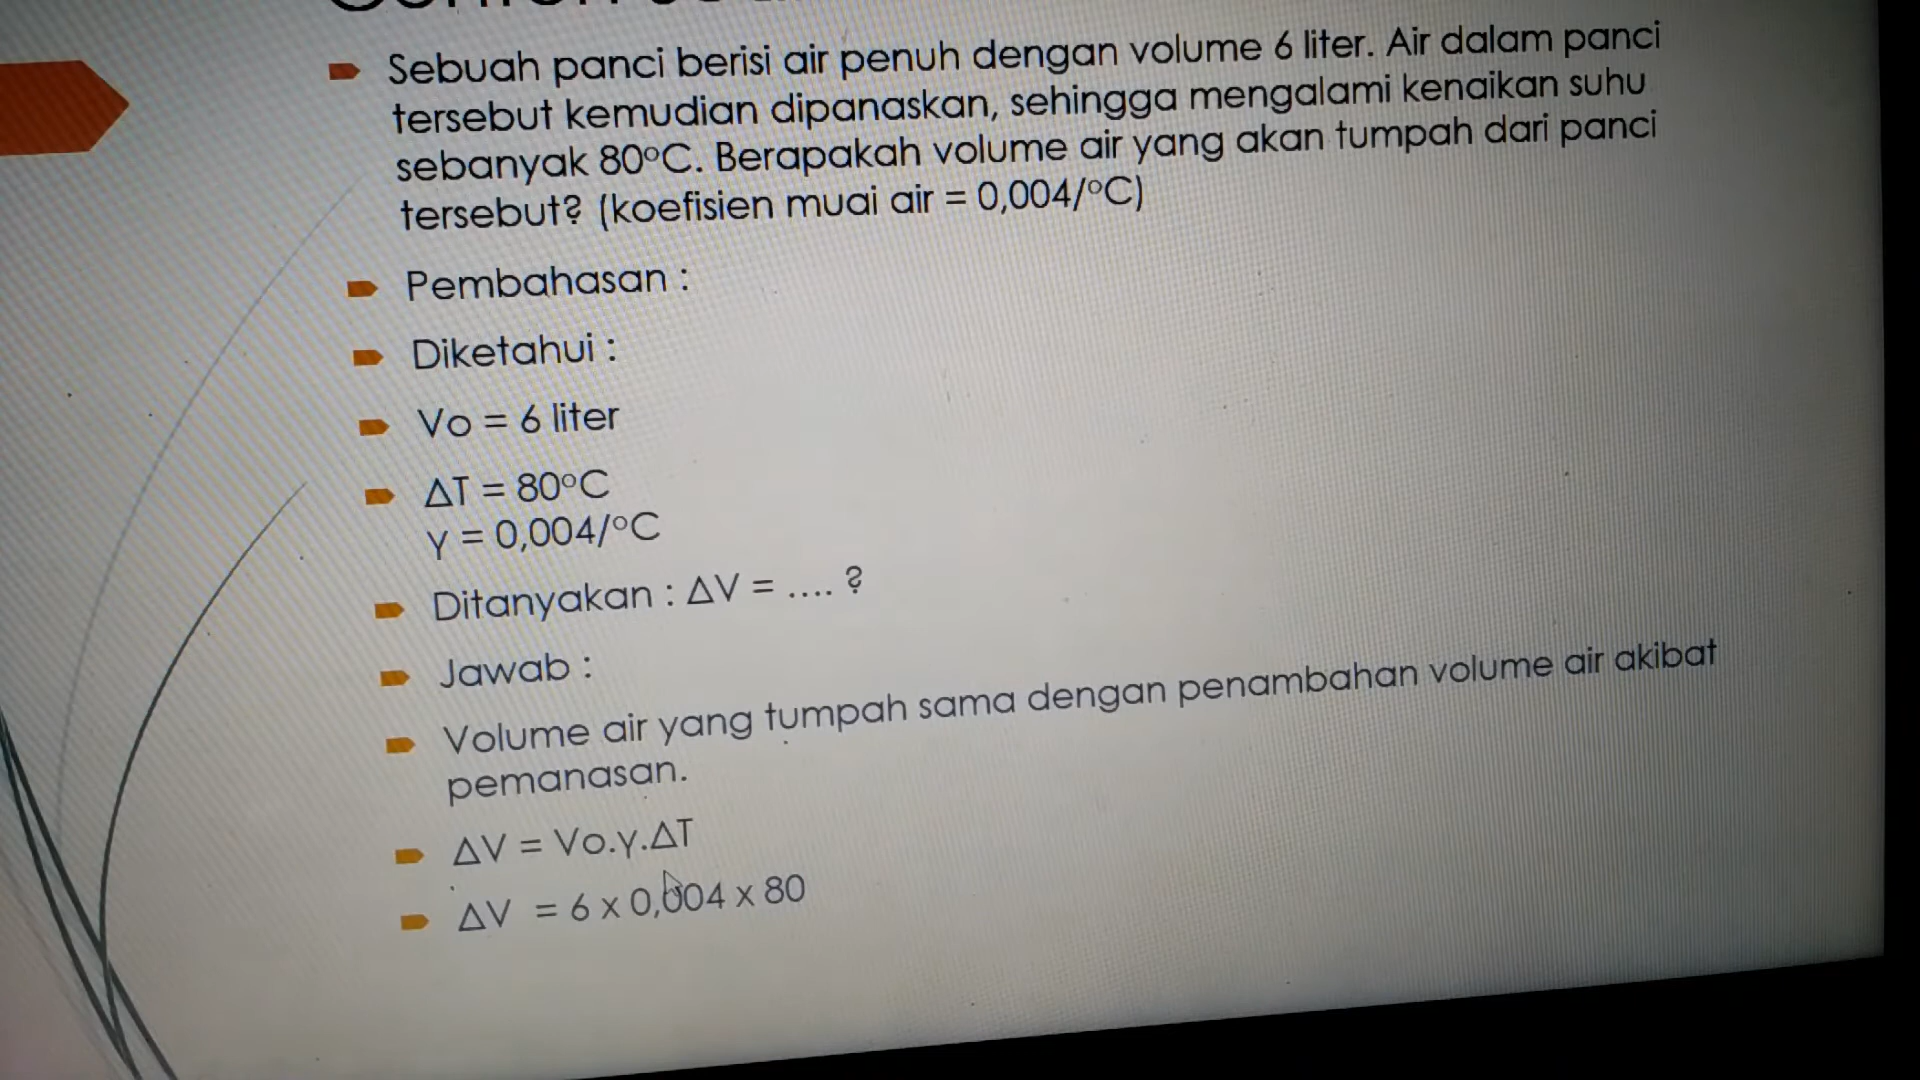 Sebuah panci berisi air penuh dengan volume 6 liter. Air dalam panci
tersebut kemudian dipanaskan, sehingga mengalami kenaikan suhu
sebanyak 80°C. Berapakah volume air yang akan tumpah dari panci
tersebut? (koefisien muai air = 0,004/°C)
Pembahasan :
Diketahui :
Vo = 6 liter
ΔT = 80°C
γ = 0,004/°C
Ditanyakan : ΔV = .... ?
Jawab :
Volume air yang tumpah sama dengan penambahan volume air akibat
pemanasan.
ΔV = Vo.γ.ΔT
ΔV = 6 x 0,004 x 80